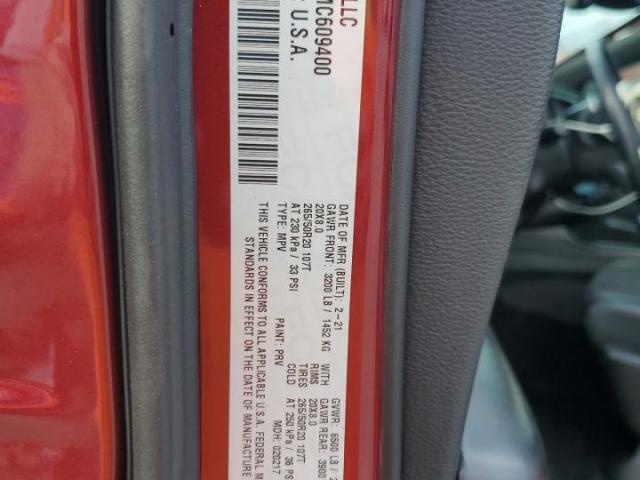 LLC
1C609400
U.S.A.
DATE OF MFR (BUILT): 2-21 GVWR: 6500 LB /
GAWR FRONT: 3200 LB / 1452 KG WITH GAWR REAR: 3900
20X8.0 RIMS 20X8.0
265/50R20 107T TIRES 265/50R20 107T
AT 230 kPa / 33 PSI COLD AT 250 kPa / 36 PSI
TYPE: MPV PAINT: PRV MDH: 020217
THIS VEHICLE CONFORMS TO ALL APPLICABLE U.S.A. FEDERAL
STANDARDS IN EFFECT ON THE DATE OF MANUFACTURE